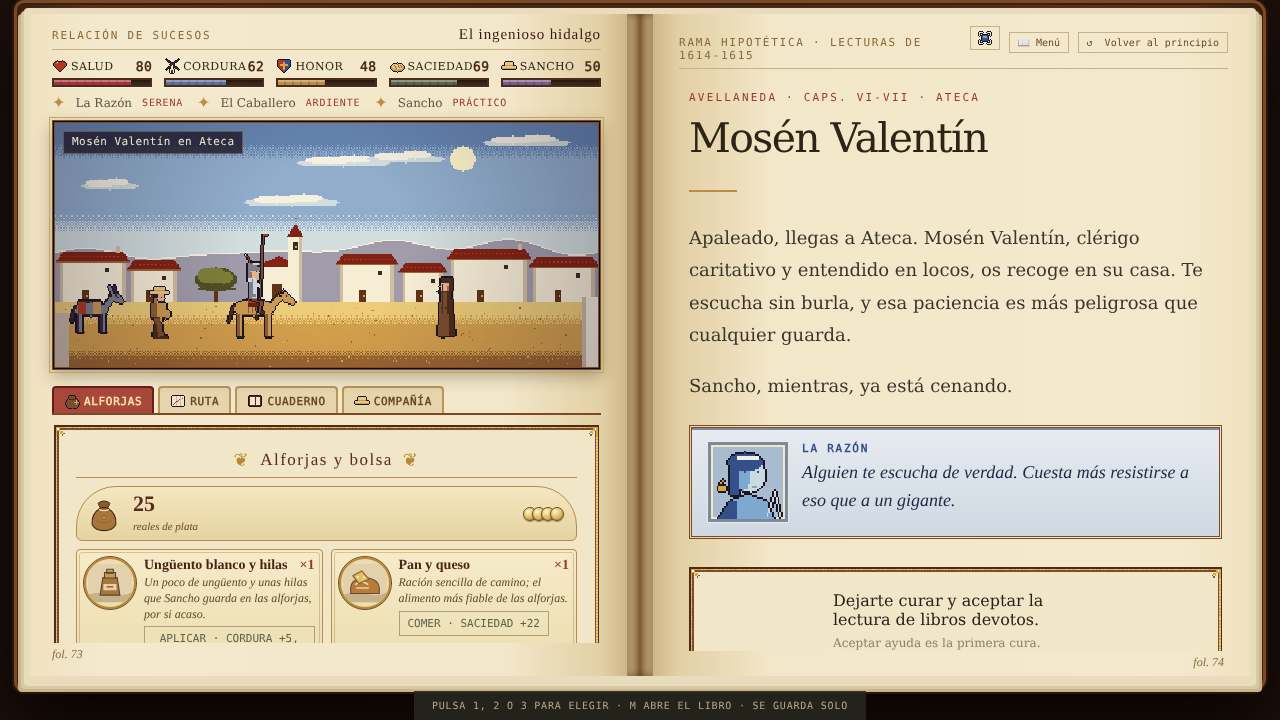 RELACIÓN DE SUCESOS
El ingenioso hidalgo
SALUD 80
CORDURA 62
HONOR 48
SACIEDAD 69
SANCHO 50
La Razón SERENA
El Caballero ARDIENTE
Sancho PRÁCTICO
Mosén Valentín en Ateca
ALFORJAS
RUTA
CUADERNO
COMPAÑÍA
Alforjas y bolsa
25
reales de plata
Ungüento blanco y hilas ×1
Un poco de ungüento y unas hilas
que Sancho guarda en las alforjas,
por si acaso.
APLICAR · CORDURA +5,
Pan y queso ×1
Ración sencilla de camino; el
alimento más fiable de las alforjas.
COMER · SACIEDAD +22
fol. 73
RAMA HIPOTÉTICA · LECTURAS DE
1614-1615
Menú
↺ Volver al principio
AVELLANEDA · CAPS. VI-VII · ATECA
Mosén Valentín
Apaleado, llegas a Ateca. Mosén Valentín, clérigo
caritativo y entendido en locos, os recoge en su casa. Te
escucha sin burla, y esa paciencia es más peligrosa que
cualquier guarda.
Sancho, mientras, ya está cenando.
LA RAZÓN
Alguien te escucha de verdad. Cuesta más resistirse a
eso que a un gigante.
Dejarte curar y aceptar la
lectura de libros devotos.
Aceptar ayuda es la primera cura.
fol. 74
PULSA 1, 2 O 3 PARA ELEGIR · M ABRE EL LIBRO · SE GUARDA SOLO